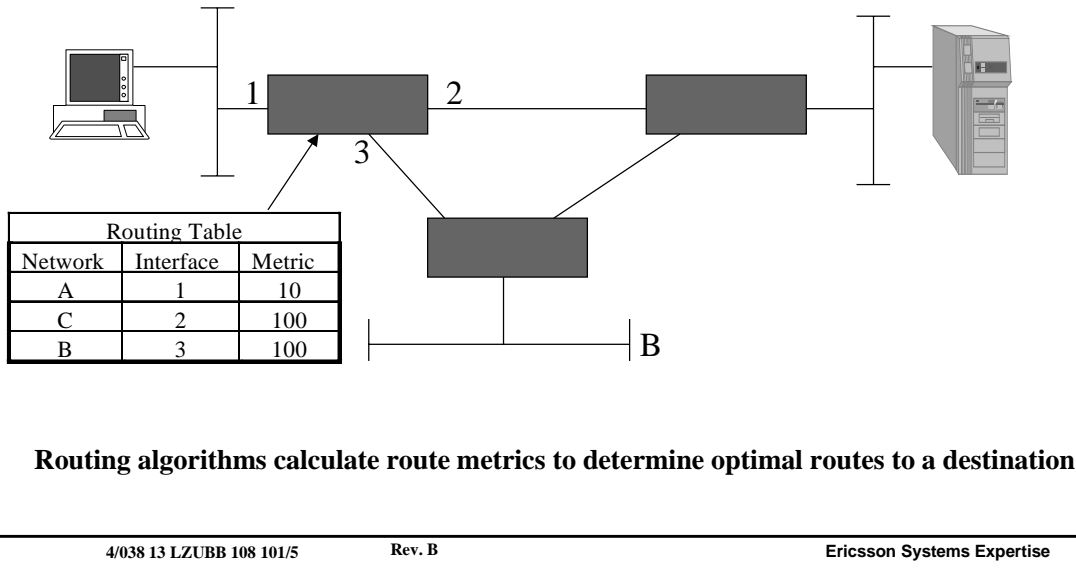 1
2
3
Routing Table
Network Interface Metric
A 1 10
C 2 100
B 3 100
B
Routing algorithms calculate route metrics to determine optimal routes to a destination
4/038 13 LZUBB 108 101/5 Rev. B Ericsson Systems Expertise